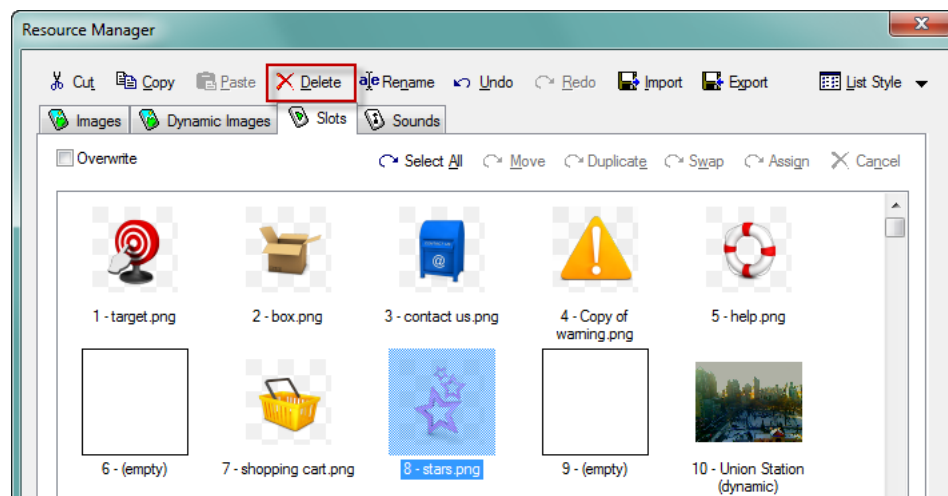 Resource Manager
x
Cut Copy Paste Delete Rename Undo Redo Import Export List Style
Images Dynamic Images Slots Sounds
Overwrite Select All Move Duplicate Swap Assign Cancel
CONTACT US
@
1 - target.png 2 - box.png 3 - contact us.png 4 - Copy of warning.png 5 - help.png
6 - (empty) 7 - shopping cart.png 8 - stars.png 9 - (empty) 10 - Union Station (dynamic)